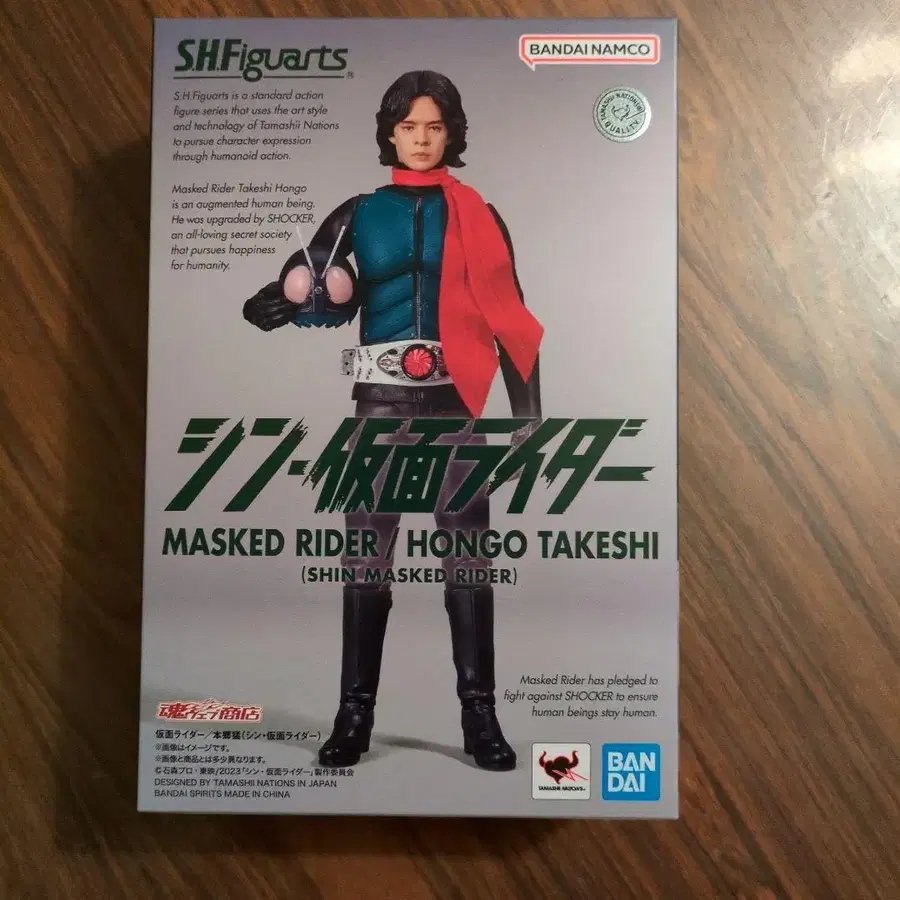 S.H.Figuarts
BANDAI NAMCO
TAMASHII NATIONS
QUALITY
S.H.Figuarts is a standard action
figure series that uses the art style
and technology of Tamashii Nations
to pursue character expression
through humanoid action.
Masked Rider Takeshi Hongo
is an augmented human being.
He was upgraded by SHOCKER,
an all-loving secret society
that pursues happiness
for humanity.
シン・仮面ライダー
MASKED RIDER / HONGO TAKESHI
(SHIN MASKED RIDER)
Masked Rider has pledged to
fight against SHOCKER to ensure
human beings stay human.
魂ウェブ商店
仮面ライダー/本郷猛(シン・仮面ライダー)
※画像はイメージです。
※画像と商品とは多少異なります。
©石森プロ・東映/2023「シン・仮面ライダー」製作委員会
DESIGNED BY TAMASHII NATIONS IN JAPAN
BANDAI SPIRITS MADE IN CHINA
TAMASHII NATIONS
BAN
DAI